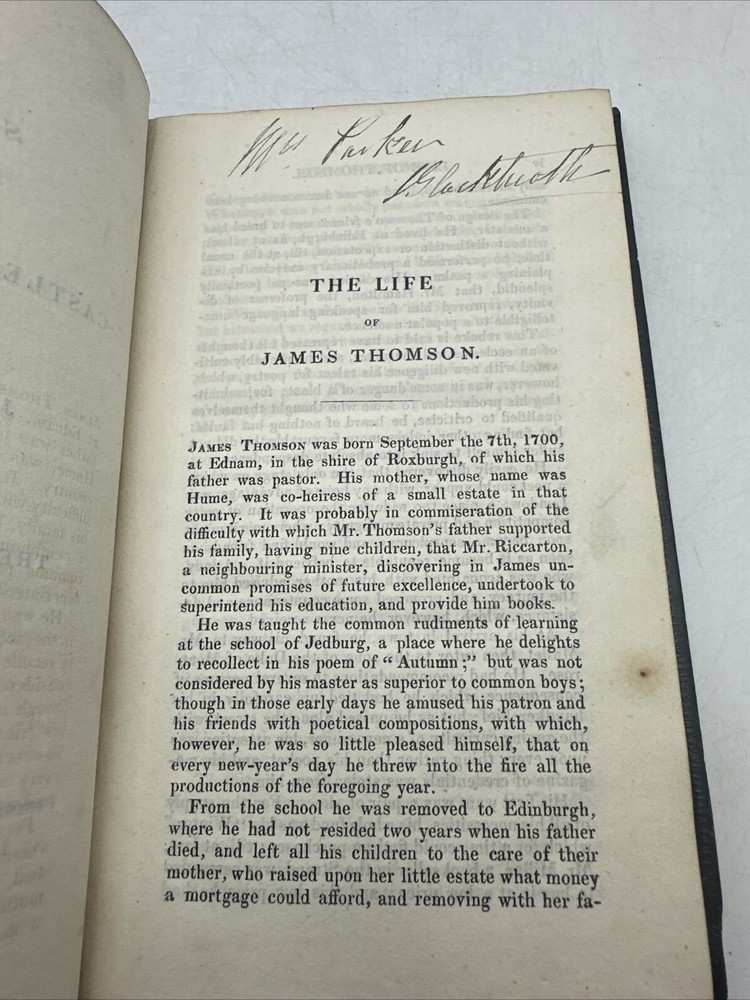 Mrs Parker
Blackheath
THE LIFE
OF
JAMES THOMSON.
JAMES THOMSON was born September the 7th, 1700,
at Ednam, in the shire of Roxburgh, of which his
father was pastor. His mother, whose name was
Hume, was co-heiress of a small estate in that
country. It was probably in commiseration of the
difficulty with which Mr. Thomson's father supported
his family, having nine children, that Mr. Riccarton,
a neighbouring minister, discovering in James un-
common promises of future excellence, undertook to
superintend his education, and provide him books.
He was taught the common rudiments of learning
at the school of Jedburg, a place where he delights
to recollect in his poem of "Autumn;" but was not
considered by his master as superior to common boys;
though in those early days he amused his patron and
his friends with poetical compositions, with which,
however, he was so little pleased himself, that on
every new-year's day he threw into the fire all the
productions of the foregoing year.
From the school he was removed to Edinburgh,
where he had not resided two years when his father
died, and left all his children to the care of their
mother, who raised upon her little estate what money
a mortgage could afford, and removing with her fa-